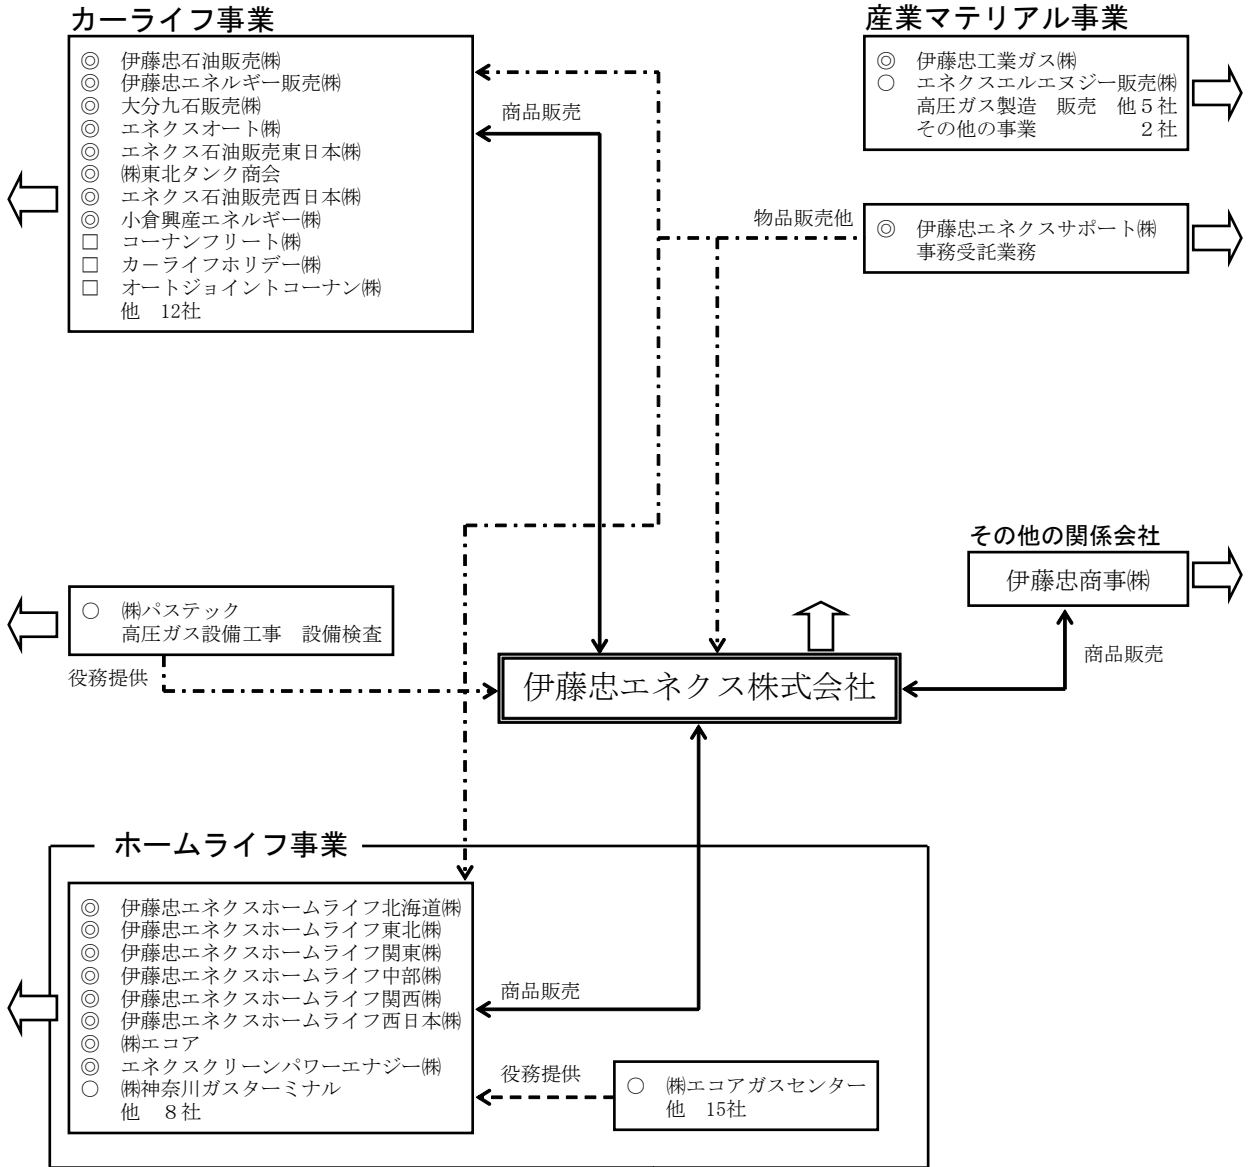 カーライフ事業
◎ 伊藤忠石油販売㈱
◎ 伊藤忠エネルギー販売㈱
◎ 大分九石販売㈱
◎ エネクスオート㈱
◎ エネクス石油販売東日本㈱
◎ ㈱東北タンク商会
◎ エネクス石油販売西日本㈱
◎ 小倉興産エネルギー㈱
□ コーナンフリート㈱
□ カーライフホリデー㈱
□ オートジョイントコーナン㈱
他 12社
商品販売
産業マテリアル事業
◎ 伊藤忠工業ガス㈱
○ エネクスエルエヌジー販売㈱
高圧ガス製造 販売 他5社
その他の事業 2社
物品販売他
◎ 伊藤忠エネクスサポート㈱
事務受託業務
その他の関係会社
伊藤忠商事㈱
商品販売
○ ㈱パステック
高圧ガス設備工事 設備検査
役務提供
伊藤忠エネクス株式会社
ホームライフ事業
◎ 伊藤忠エネクスホームライフ北海道㈱
◎ 伊藤忠エネクスホームライフ東北㈱
◎ 伊藤忠エネクスホームライフ関東㈱
◎ 伊藤忠エネクスホームライフ中部㈱
◎ 伊藤忠エネクスホームライフ関西㈱
◎ 伊藤忠エネクスホームライフ西日本㈱
◎ ㈱エコア
◎ エネクスクリーンパワーエナジー㈱
○ ㈱神奈川ガスターミナル
他 8社
商品販売
役務提供
○ ㈱エコアガスセンター
他 15社